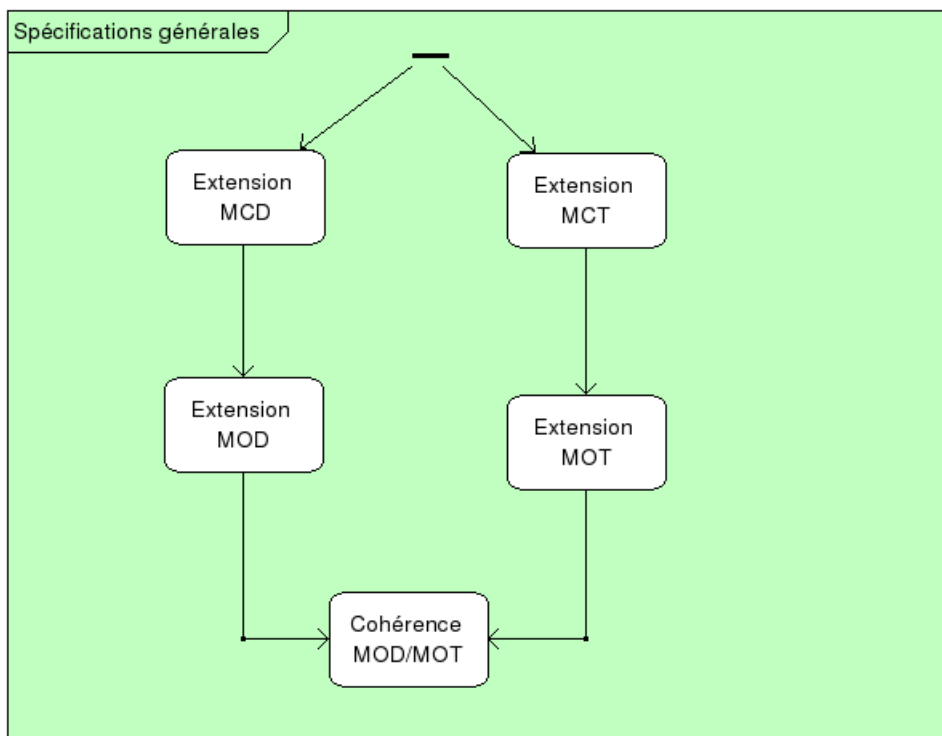 Spécifications générales
Extension
MCD
Extension
MCT
Extension
MOD
Extension
MOT
Cohérence
MOD/MOT